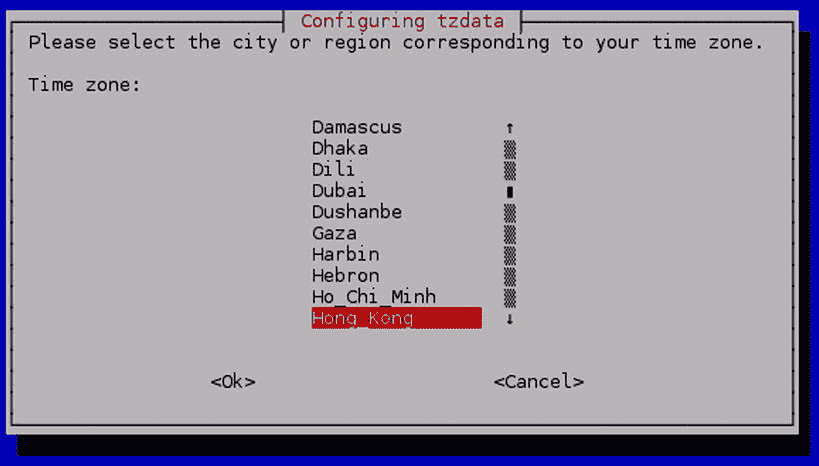 Configuring tzdata
Please select the city or region corresponding to your time zone.
Time zone:
Damascus
Dhaka
Dili
Dubai
Dushanbe
Gaza
Harbin
Hebron
Ho_Chi_Minh
Hong_Kong
<Ok> <Cancel>